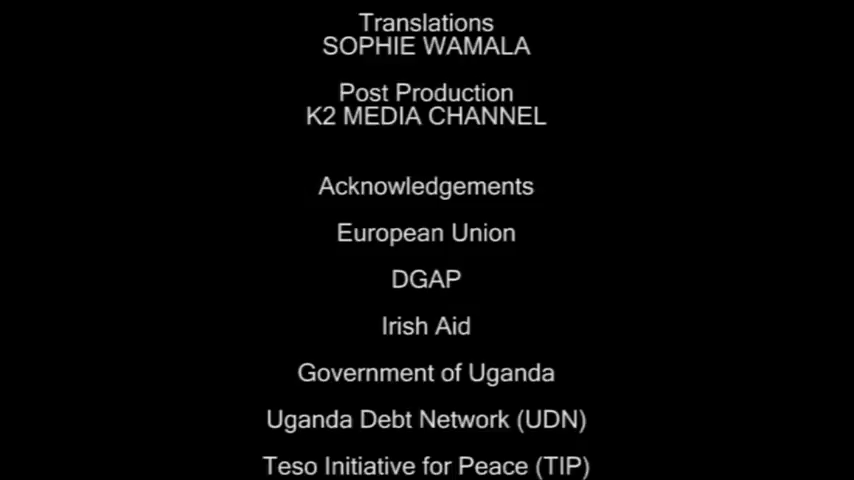 Translations
SOPHIE WAMALA
Post Production
K2 MEDIA CHANNEL
Acknowledgements
European Union
DGAP
Irish Aid
Government of Uganda
Uganda Debt Network (UDN)
Teso Initiative for Peace (TIP)